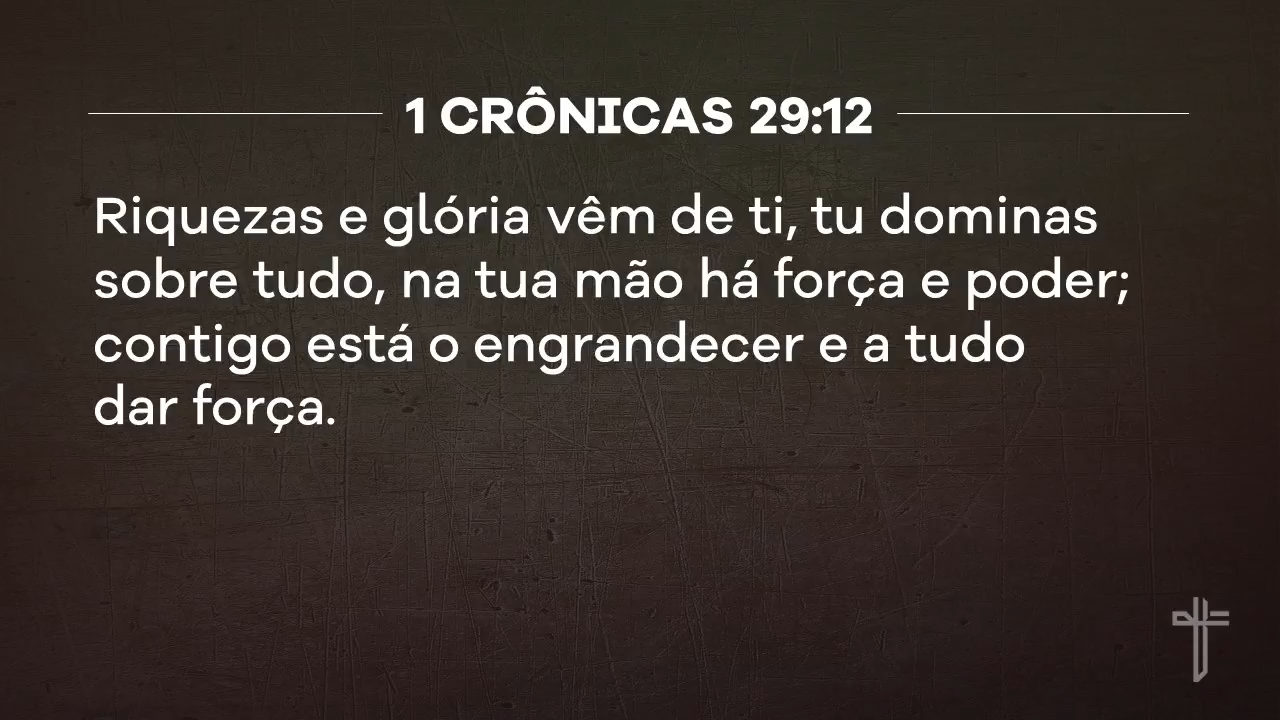 1 CRÔNICAS 29:12
Riquezas e glória vêm de ti, tu dominas
sobre tudo, na tua mão há força e poder;
contigo está o engrandecer e a tudo
dar força.